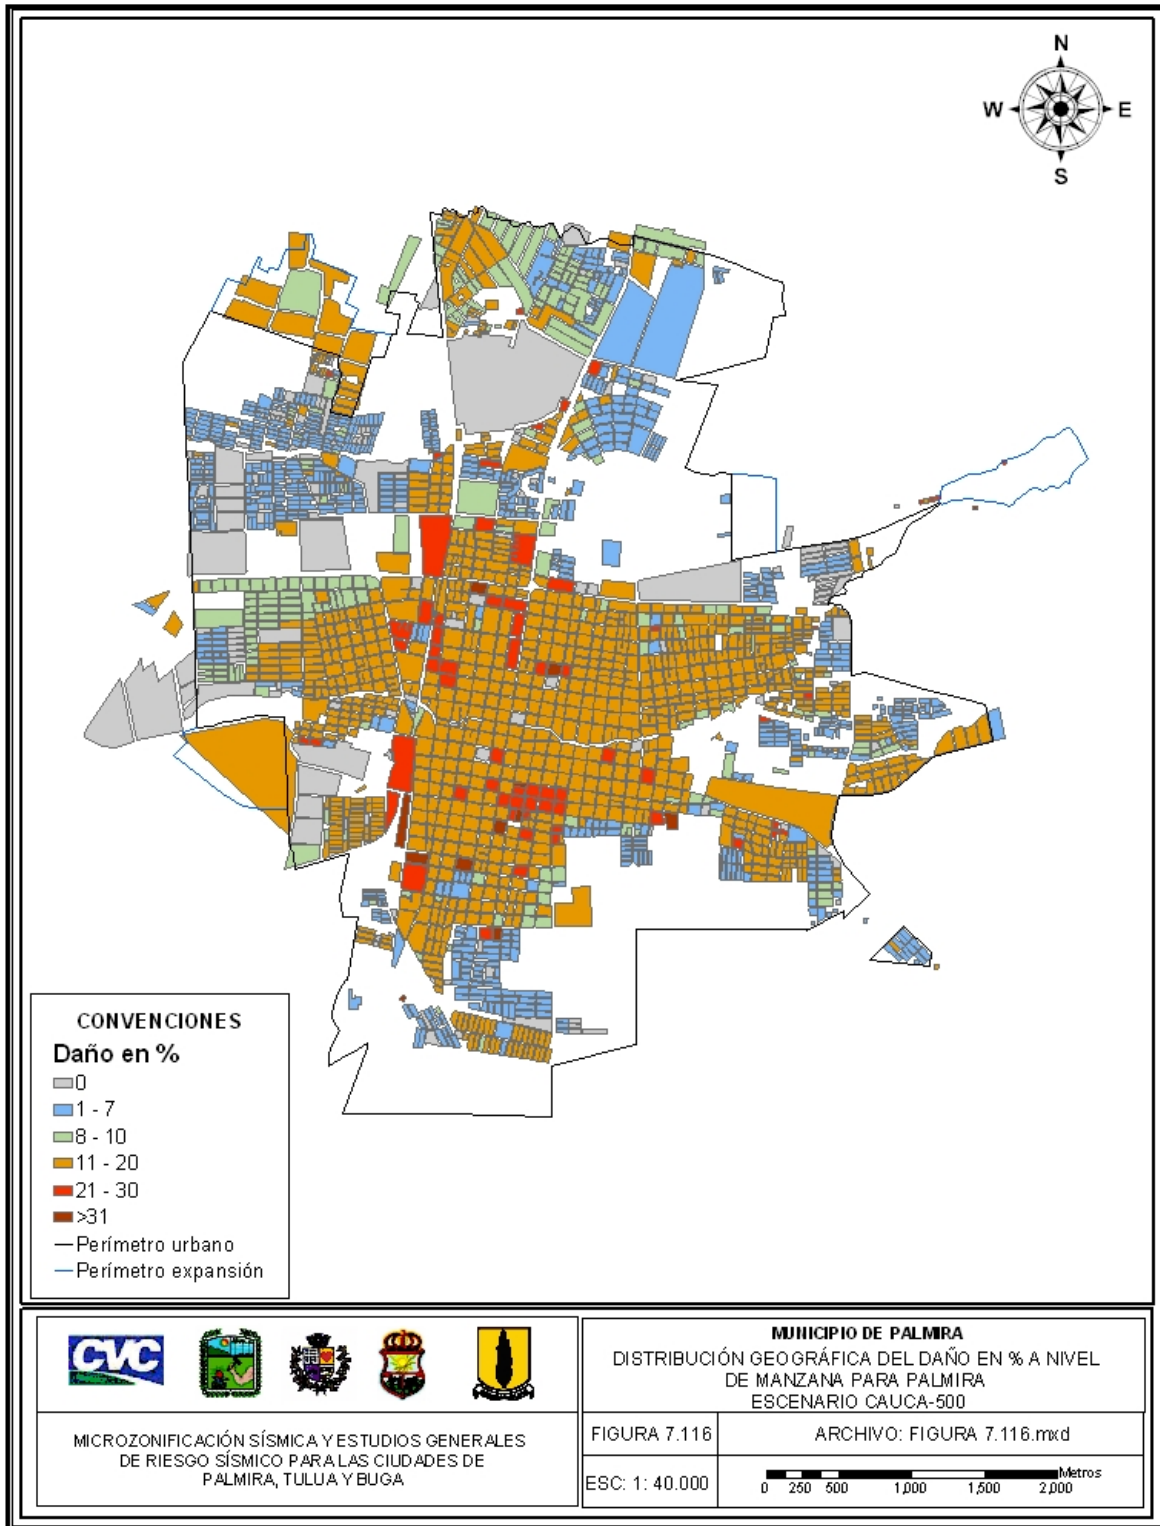 N
W
E
S
CONVENCIONES
Daño en %
0
1 - 7
8 - 10
11 - 20
21 - 30
>31
Perímetro urbano
Perímetro expansión
CVC
MICROZONIFICACIÓN SÍSMICA Y ESTUDIOS GENERALES
DE RIESGO SÍSMICO PARA LAS CIUDADES DE
PALMIRA, TULUA Y BUGA
MUNICIPIO DE PALMIRA
DISTRIBUCIÓN GEOGRÁFICA DEL DAÑO EN % A NIVEL
DE MANZANA PARA PALMIRA
ESCENARIO CAUCA-500
FIGURA 7.116
ARCHIVO: FIGURA 7.116.mxd
ESC: 1: 40.000
Metros
0 250 500 1,000 1,500 2,000